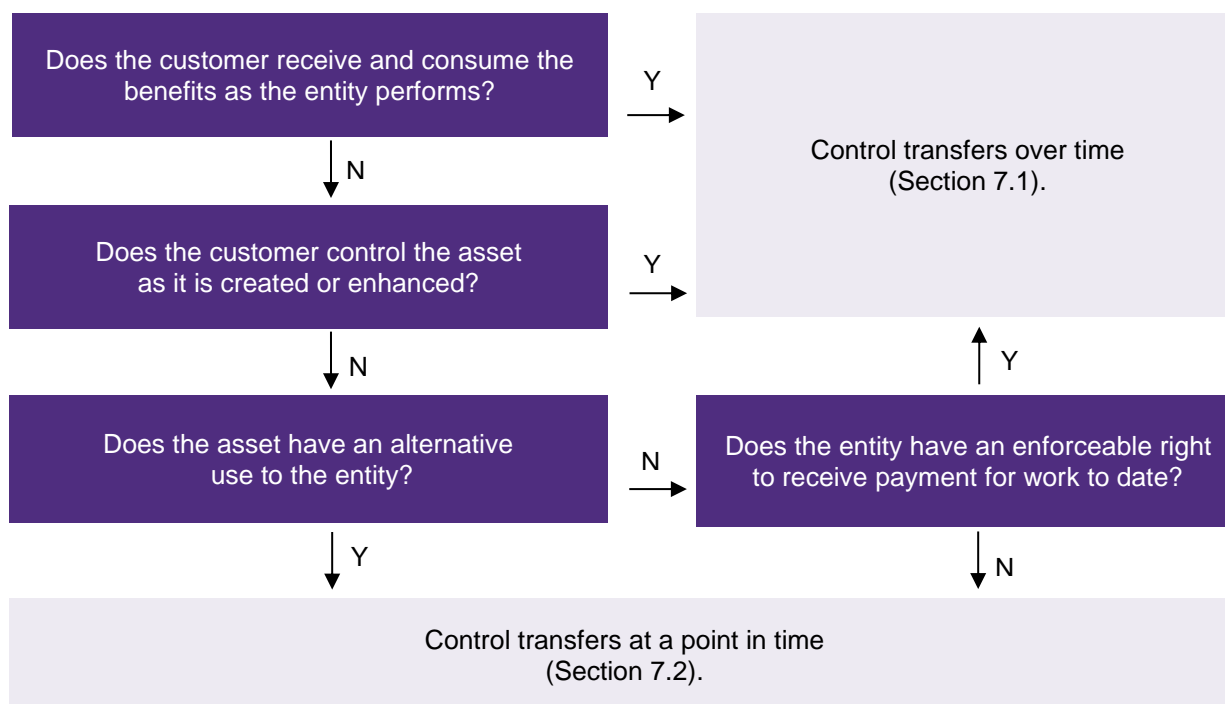 Does the customer receive and consume the
benefits as the entity performs?
Y
Control transfers over time
(Section 7.1).
N
Does the customer control the asset
as it is created or enhanced?
Y
N
Y
Does the asset have an alternative
use to the entity?
N
Does the entity have an enforceable right
to receive payment for work to date?
Y
N
Control transfers at a point in time
(Section 7.2).